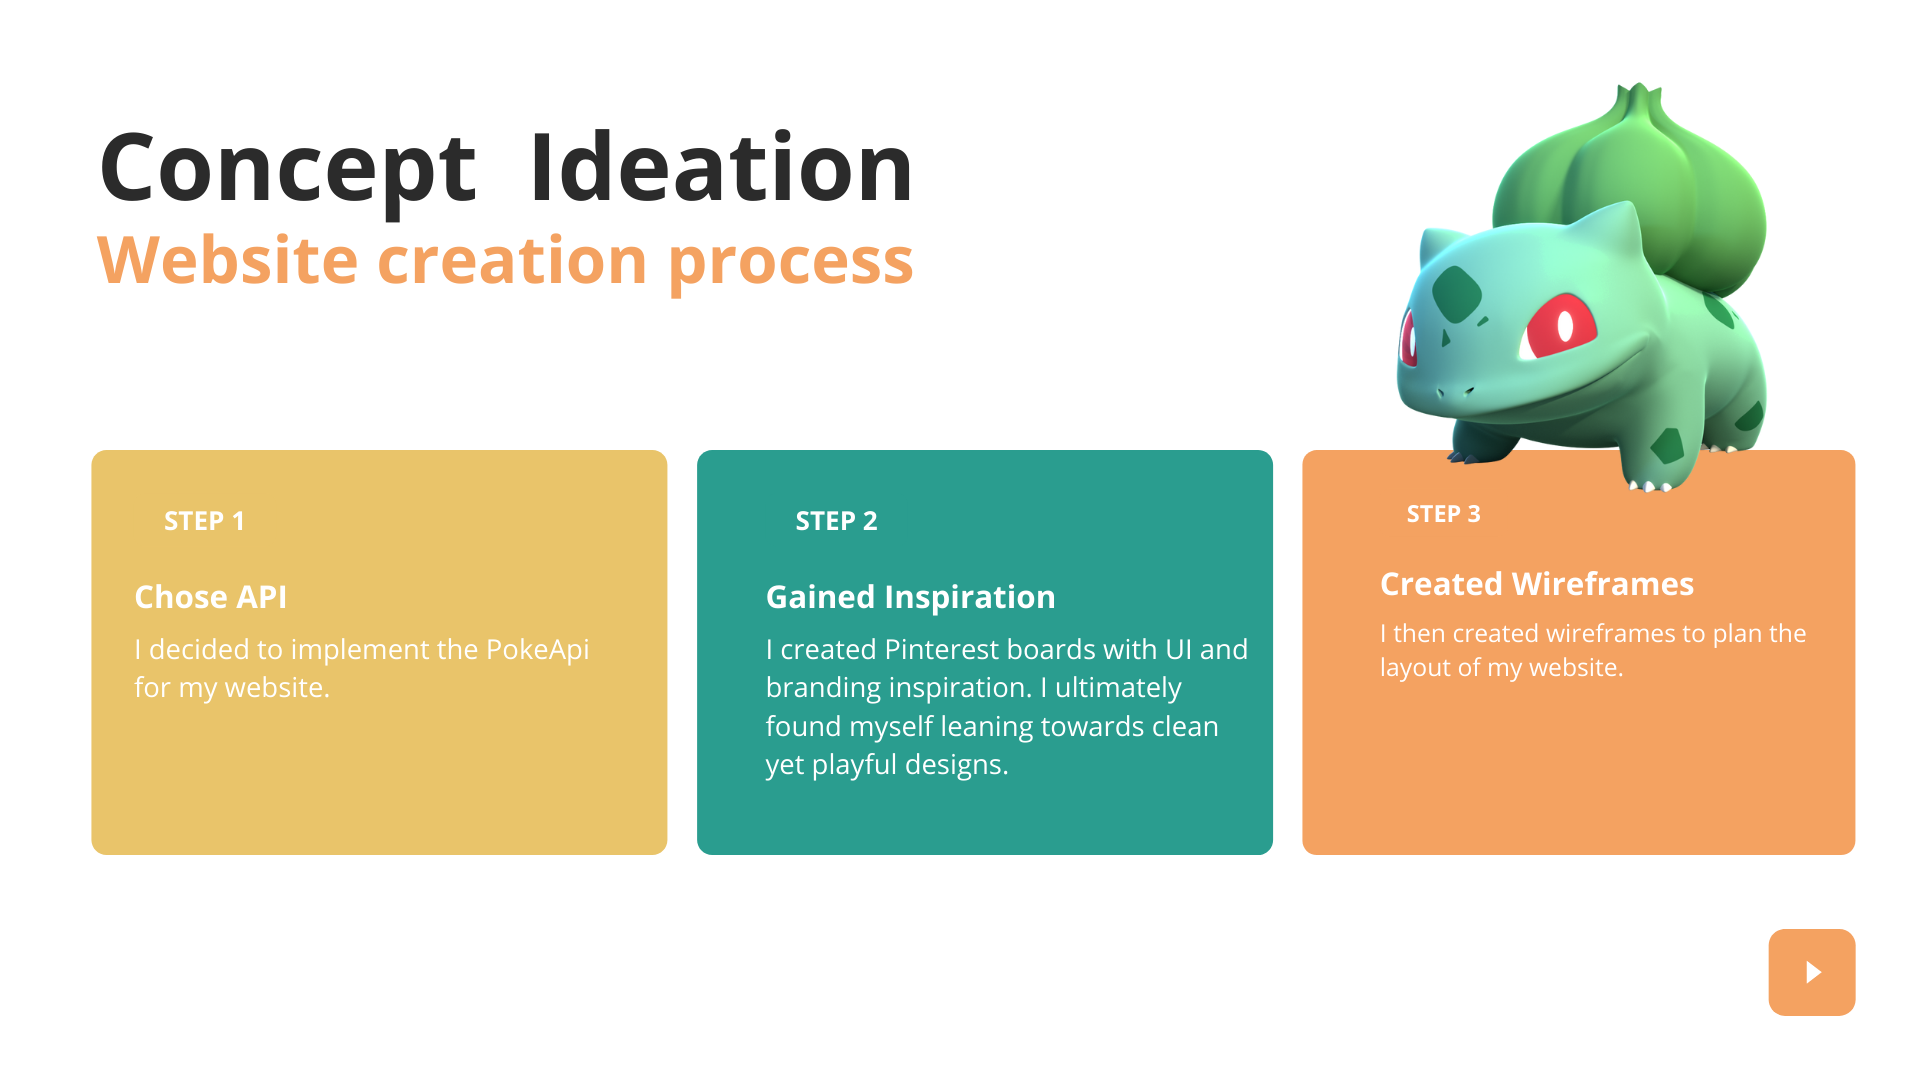 Concept Ideation
Website creation process
STEP 1
Chose API
I decided to implement the PokeApi
for my website.
STEP 2
Gained Inspiration
I created Pinterest boards with UI and
branding inspiration. I ultimately
found myself leaning towards clean
yet playful designs.
STEP 3
Created Wireframes
I then created wireframes to plan the
layout of my website.